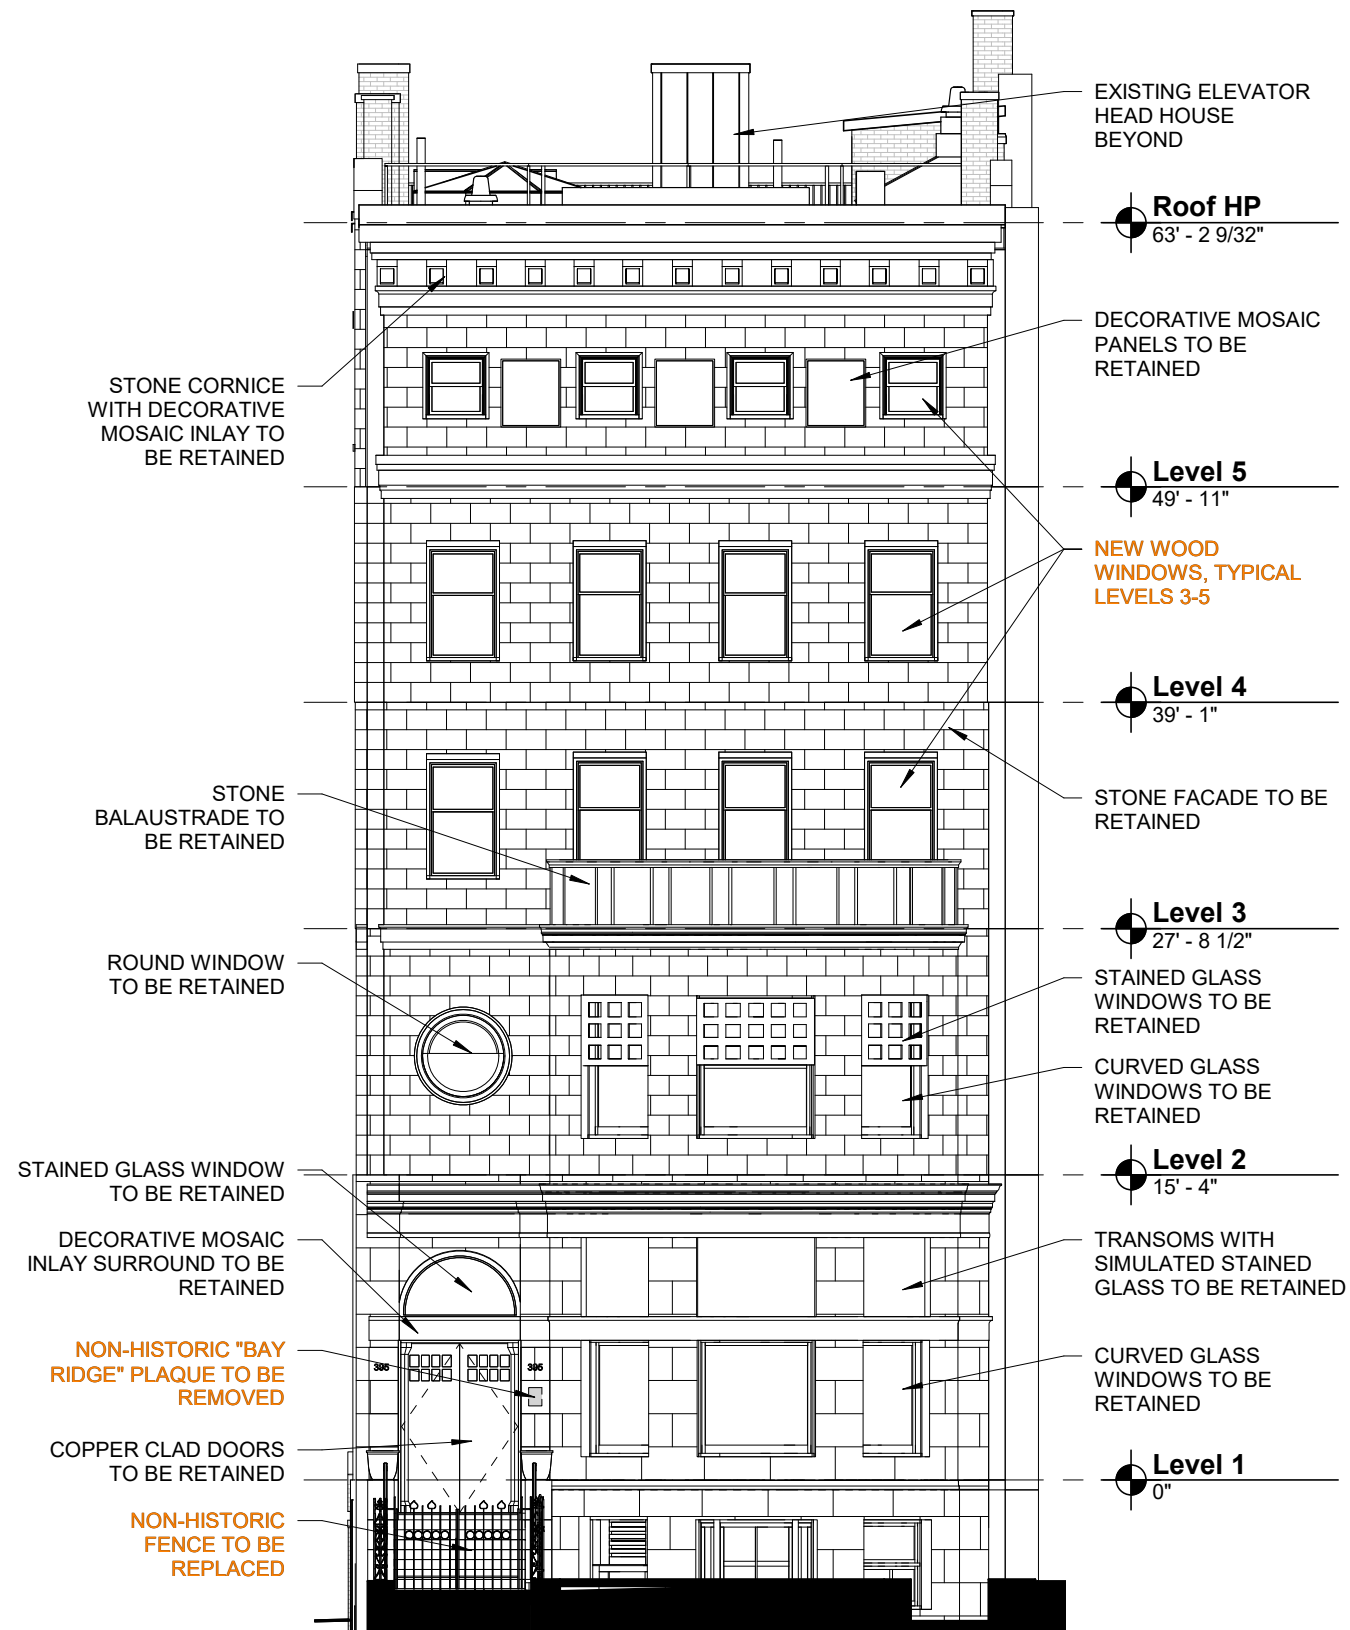 EXISTING ELEVATOR
HEAD HOUSE
BEYOND
Roof HP
63' - 2 9/32"
DECORATIVE MOSAIC
PANELS TO BE
RETAINED
STONE CORNICE
WITH DECORATIVE
MOSAIC INLAY TO
BE RETAINED
Level 5
49' - 11"
NEW WOOD
WINDOWS, TYPICAL
LEVELS 3-5
Level 4
39' - 1"
STONE
BALAUSTRADE TO
BE RETAINED
STONE FACADE TO BE
RETAINED
Level 3
27' - 8 1/2"
ROUND WINDOW
TO BE RETAINED
STAINED GLASS
WINDOWS TO BE
RETAINED
CURVED GLASS
WINDOWS TO BE
RETAINED
Level 2
15' - 4"
STAINED GLASS WINDOW
TO BE RETAINED
DECORATIVE MOSAIC
INLAY SURROUND TO BE
RETAINED
TRANSOMS WITH
SIMULATED STAINED
GLASS TO BE RETAINED
NON-HISTORIC "BAY
RIDGE" PLAQUE TO BE
REMOVED
395
395
CURVED GLASS
WINDOWS TO BE
RETAINED
COPPER CLAD DOORS
TO BE RETAINED
Level 1
0"
NON-HISTORIC
FENCE TO BE
REPLACED